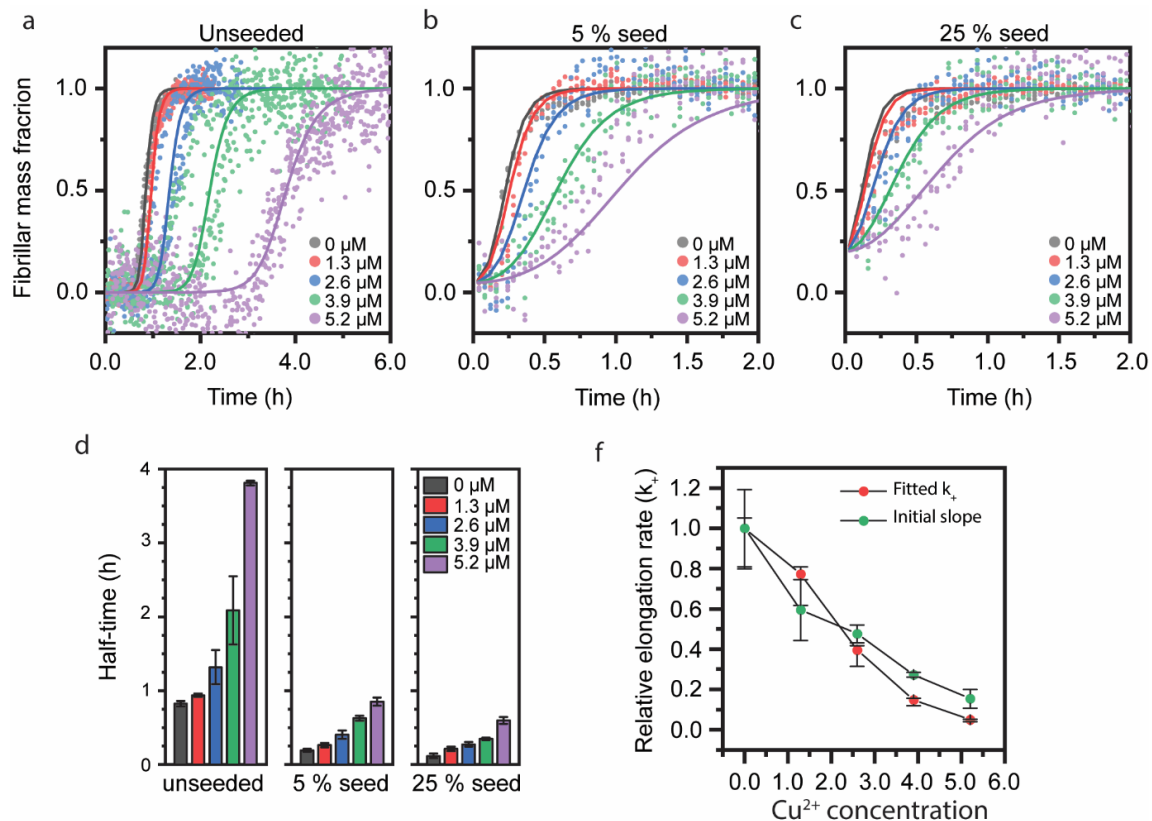 a
Unseeded
Fibrillar mass fracrion
1.0
0.5
0.0
0 µM
1.3 µM
2.6 µM
3.9 µM
5.2 µM
0.0 2.0 4.0 6.0
Time (h)
b
5 % seed
1.0
0.5
0.0
0 µM
1.3 µM
2.6 µM
3.9 µM
5.2 µM
0.0 0.5 1.0 1.5 2.0
Time (h)
c
25 % seed
1.0
0.5
0.0
0 µM
1.3 µM
2.6 µM
3.9 µM
5.2 µM
0.0 0.5 1.0 1.5 2.0
Time (h)
d
Half-time (h)
4
3
2
1
0
0 µM
1.3 µM
2.6 µM
3.9 µM
5.2 µM
unseeded 5 % seed 25 % seed
f
Relative elongation rate (k₊)
1.2
1.0
0.8
0.6
0.4
0.2
0.0
Fitted k₊
Initial slope
0.0 1.0 2.0 3.0 4.0 5.0 6.0
Cu²⁺ concentration